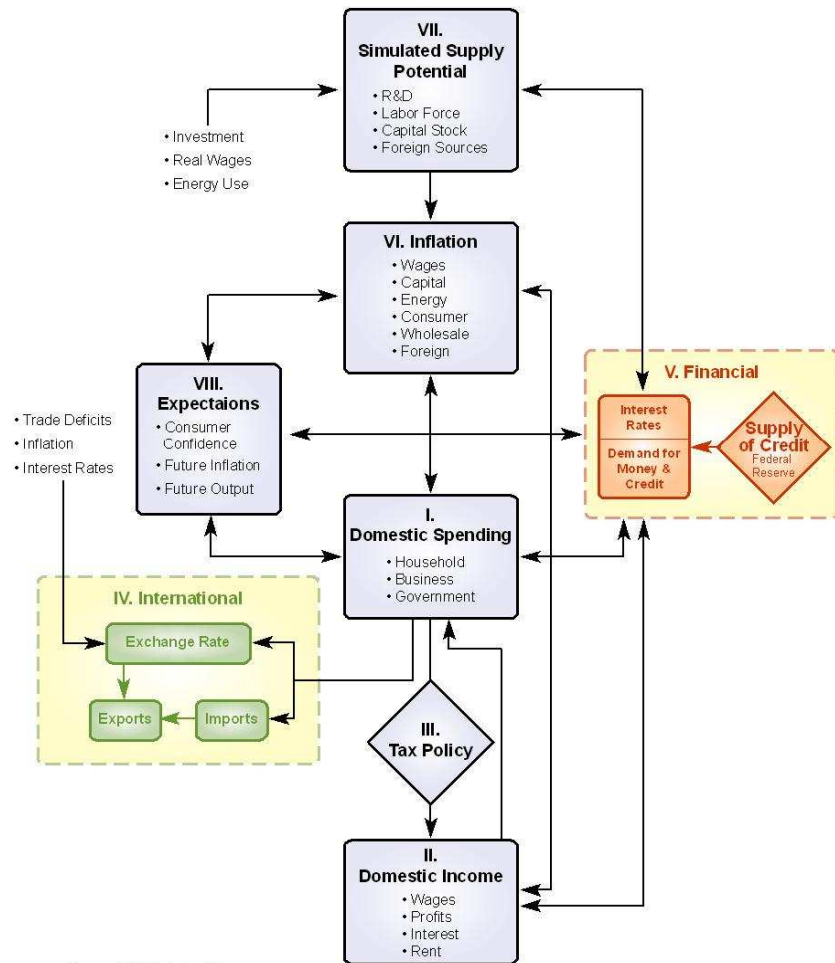 VII.
Simulated Supply
Potential
• R&D
• Labor Force
• Capital Stock
• Foreign Sources
• Investment
• Real Wages
• Energy Use
VI. Inflation
• Wages
• Capital
• Energy
• Consumer
• Wholesale
• Foreign
VIII.
Expectaions
• Consumer
Confidence
• Future Inflation
• Future Output
• Trade Deficits
• Inflation
• Interest Rates
V. Financial
Interest
Rates
Demand for
Money &
Credit
Supply
of Credit
Federal
Reserve
I.
Domestic Spending
• Household
• Business
• Government
IV. International
Exchange Rate
Exports
Imports
III.
Tax Policy
II.
Domestic Income
• Wages
• Profits
• Interest
• Rent